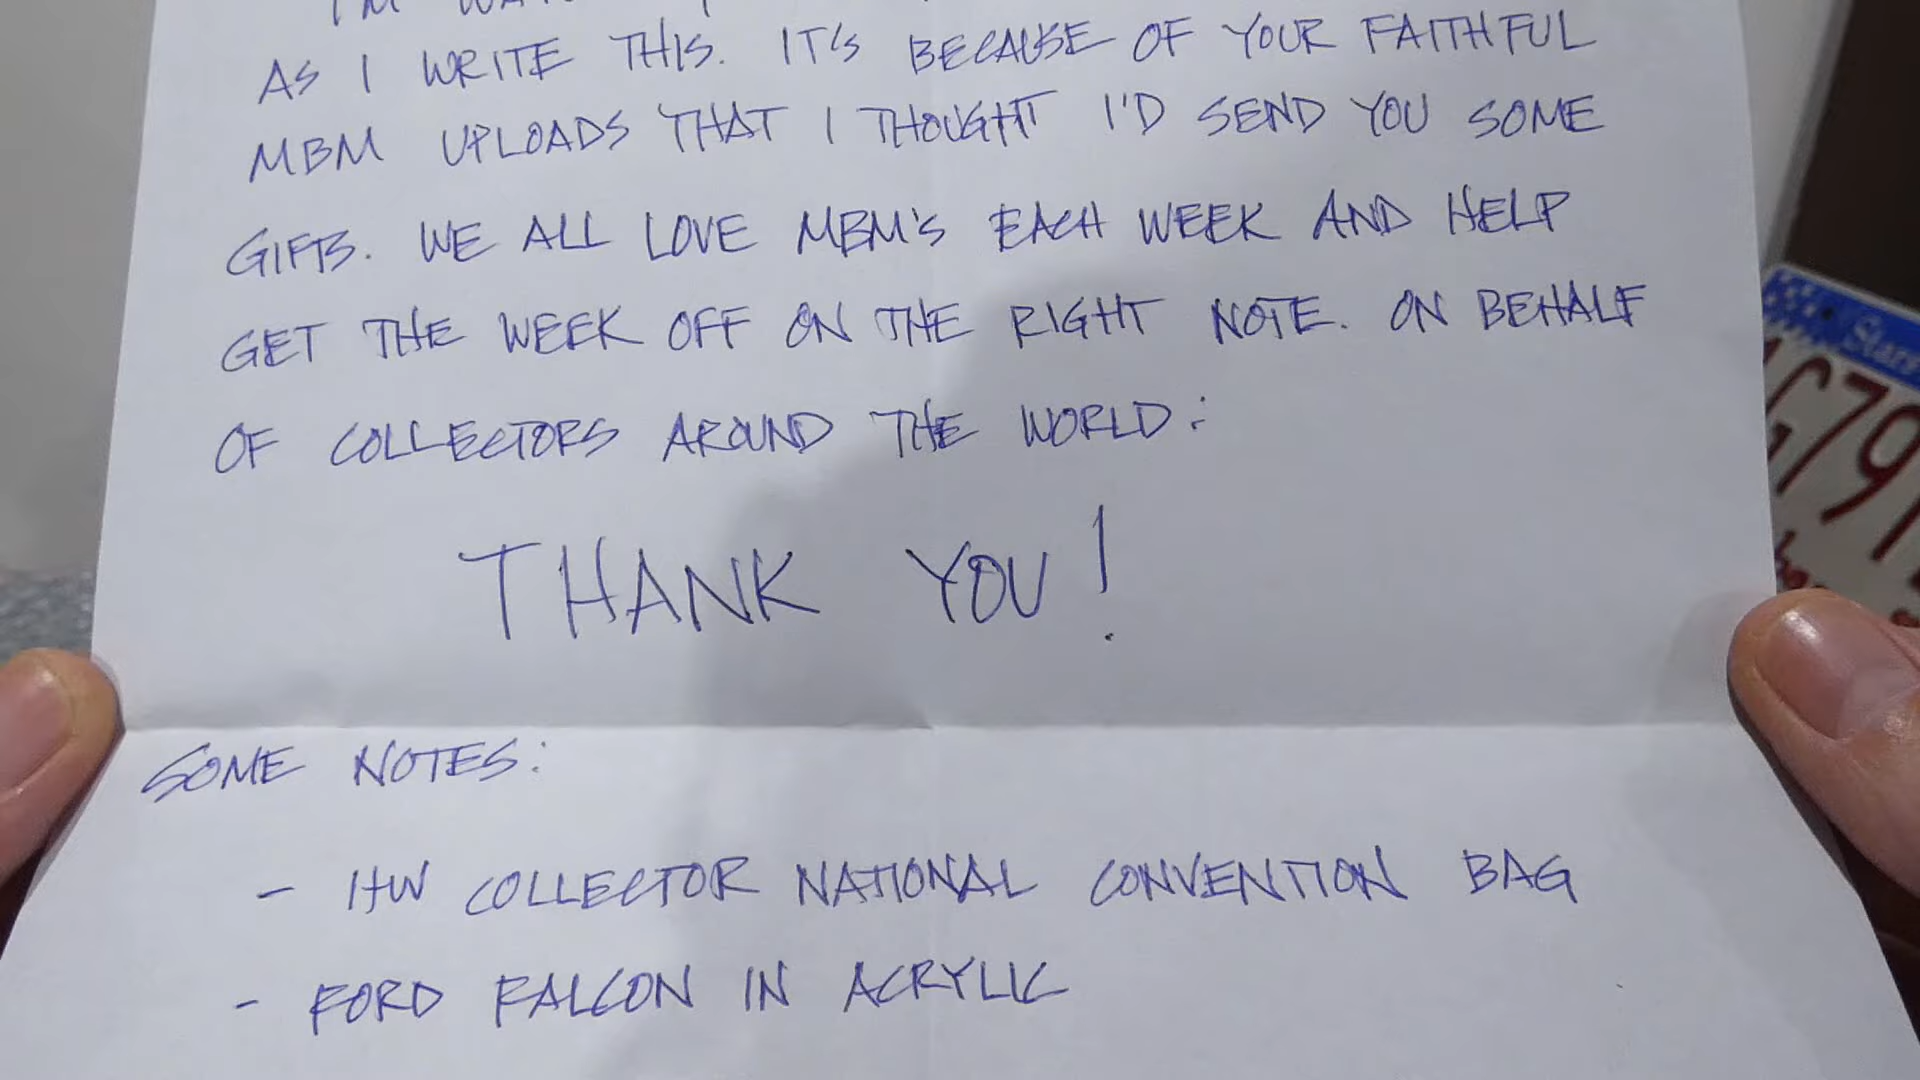 AS I WRITE THIS. IT'S BECAUSE OF YOUR FAITHFUL
MBM UPLOADS THAT I THOUGHT I'D SEND YOU SOME
GIFTS. WE ALL LOVE MBM'S EACH WEEK AND HELP
GET THE WEEK OFF ON THE RIGHT NOTE. ON BEHALF
OF COLLECTORS AROUND THE WORLD:
THANK YOU!
SOME NOTES:
- HW COLLECTOR NATIONAL CONVENTION BAG
- FORD FALCON IN ACRYLIC